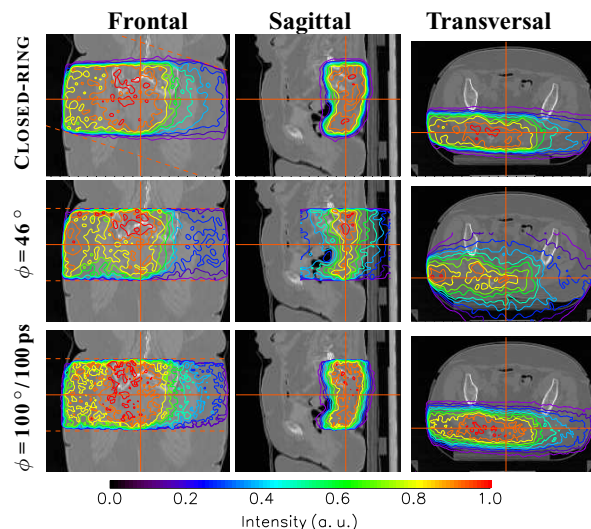 Frontal Sagittal Transversal
CLOSED-RING
ϕ = 46°
ϕ = 100°/100 ps
0.0 0.2 0.4 0.6 0.8 1.0
Intensity (a. u.)